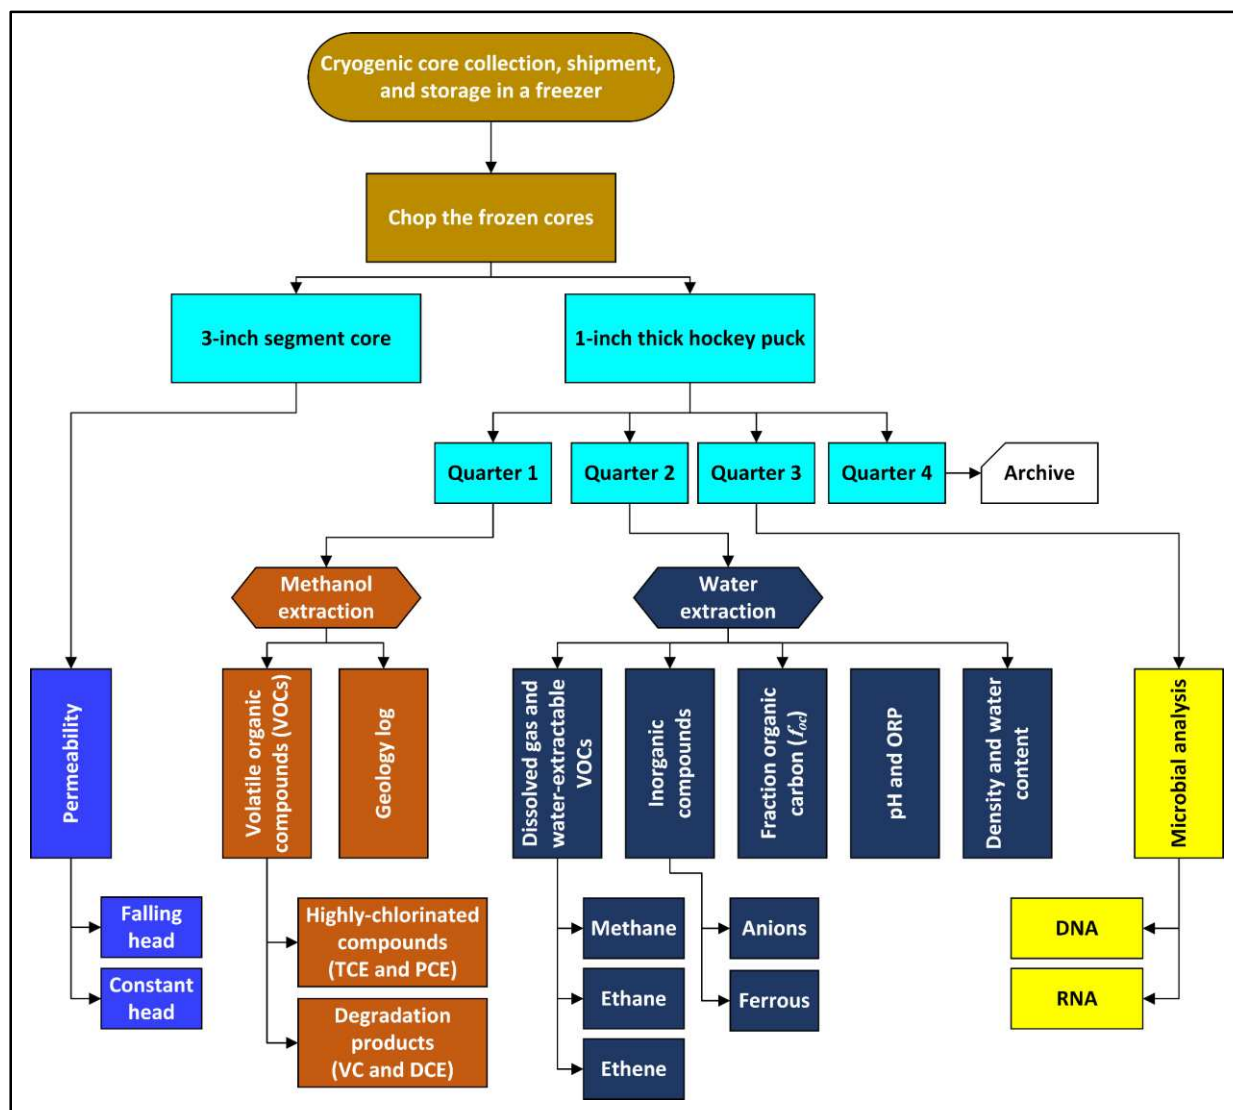 Cryogenic core collection, shipment,
and storage in a freezer
Chop the frozen cores
3-inch segment core
1-inch thick hockey puck
Quarter 1
Quarter 2
Quarter 3
Quarter 4
Archive
Methanol
extraction
Water
extraction
Permeability
Volatile organic
compounds (VOCs)
Geology log
Dissolved gas and
water-extractable
VOCs
Inorganic
compounds
Fraction organic
carbon (foc)
pH and ORP
Density and water
content
Microbial analysis
Falling
head
Constant
head
Highly-chlorinated
compounds
(TCE and PCE)
Degradation
products
(VC and DCE)
Methane
Ethane
Ethene
Anions
Ferrous
DNA
RNA